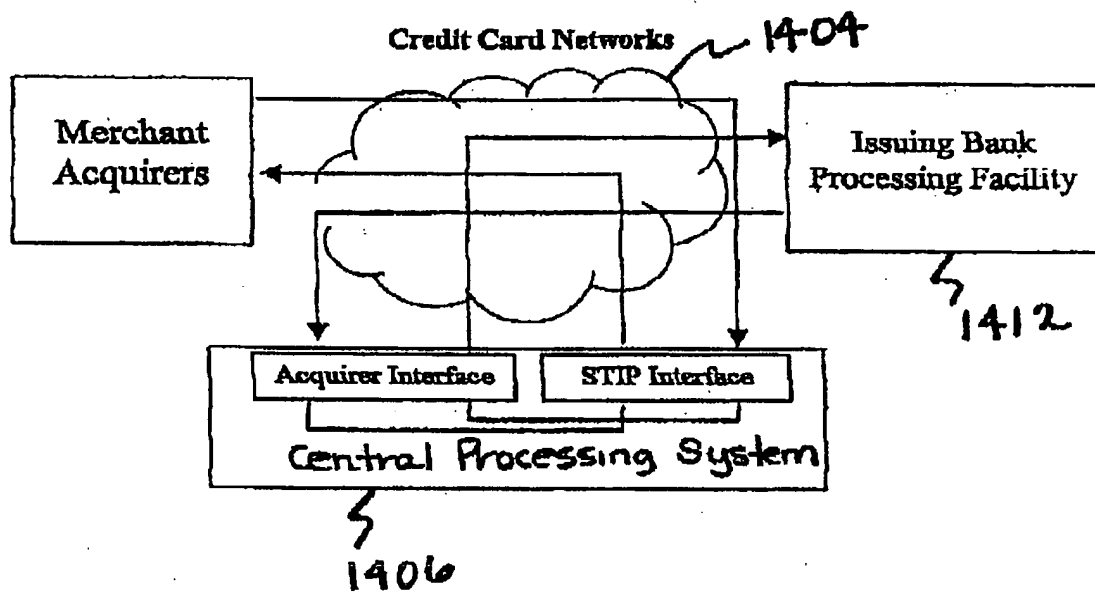 Credit Card Networks
1404
Merchant
Acquirers
Issuing Bank
Processing Facility
1412
Acquirer Interface
STIP Interface
Central Processing System
1406